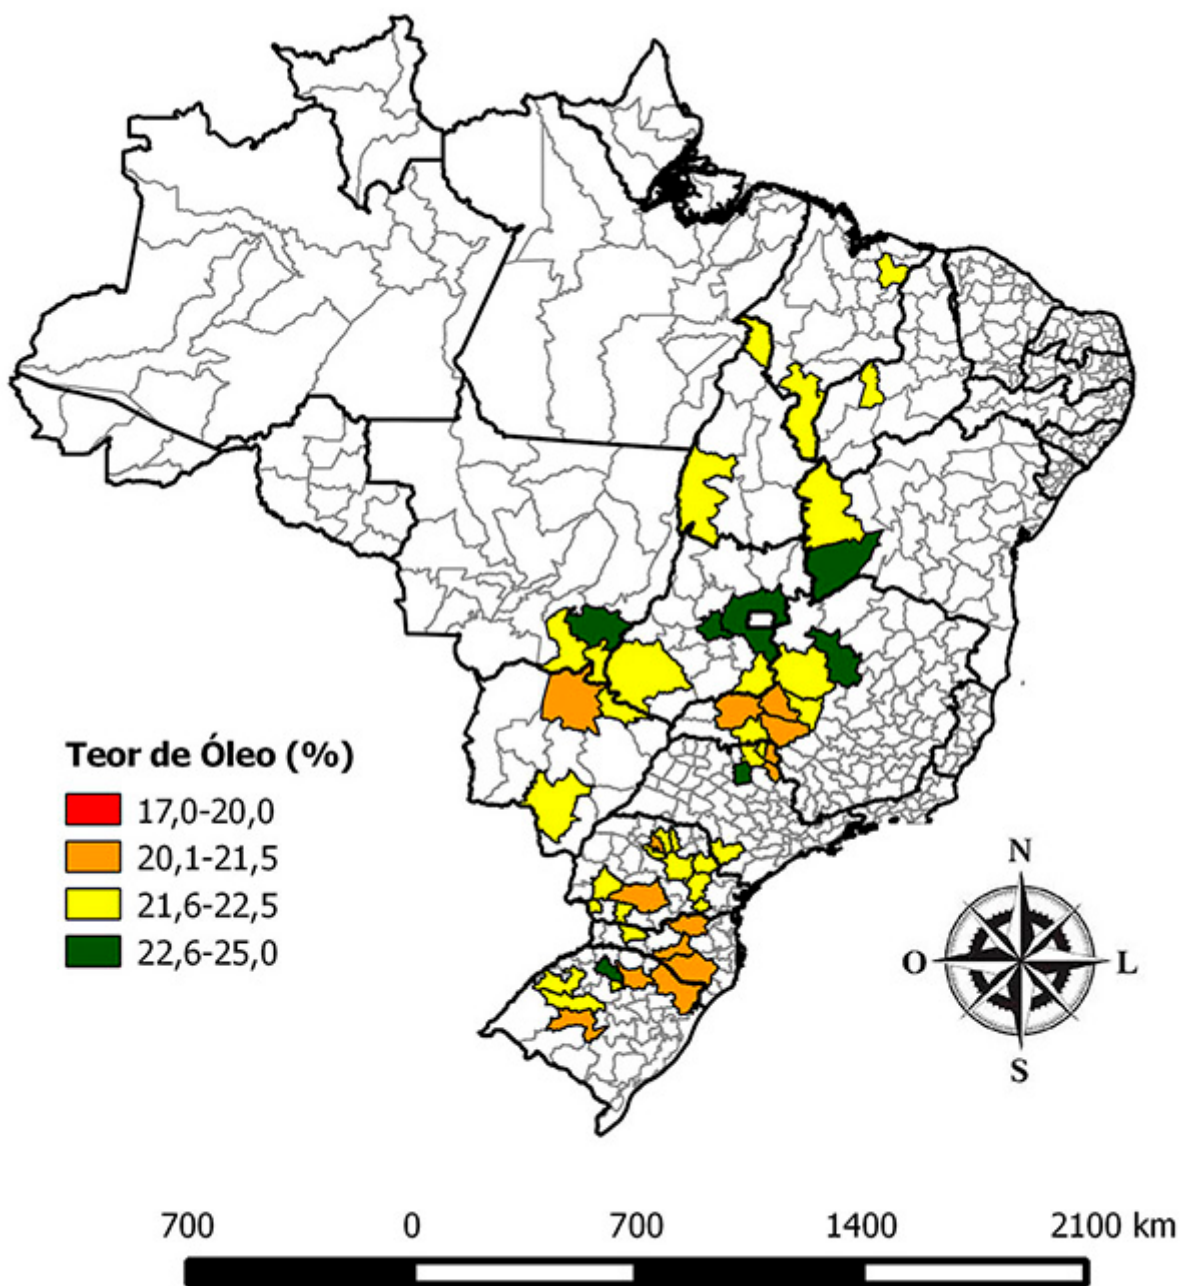 Teor de Óleo (%)
17,0-20,0
20,1-21,5
21,6-22,5
22,6-25,0
N
O
L
S
700 0 700 1400 2100 km